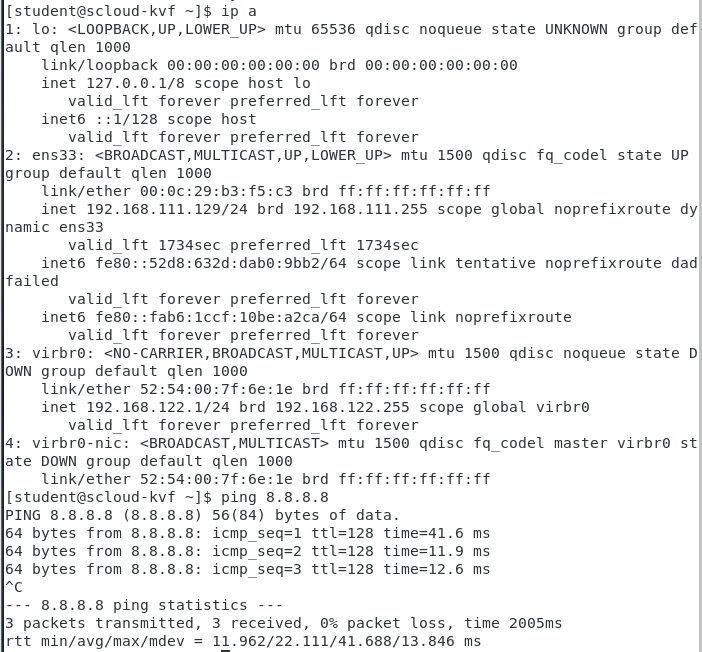 [student@scloud-kvf ~]$ ip a
1: lo: <LOOPBACK,UP,LOWER_UP> mtu 65536 qdisc noqueue state UNKNOWN group def
ault qlen 1000
    link/loopback 00:00:00:00:00:00 brd 00:00:00:00:00:00
    inet 127.0.0.1/8 scope host lo
       valid_lft forever preferred_lft forever
    inet6 ::1/128 scope host
       valid_lft forever preferred_lft forever
2: ens33: <BROADCAST,MULTICAST,UP,LOWER_UP> mtu 1500 qdisc fq_codel state UP
group default qlen 1000
    link/ether 00:0c:29:b3:f5:c3 brd ff:ff:ff:ff:ff:ff
    inet 192.168.111.129/24 brd 192.168.111.255 scope global noprefixroute dy
namic ens33
       valid_lft 1734sec preferred_lft 1734sec
    inet6 fe80::52d8:632d:dab0:9bb2/64 scope link tentative noprefixroute dad
failed
       valid_lft forever preferred_lft forever
    inet6 fe80::fab6:1ccf:10be:a2ca/64 scope link noprefixroute
       valid_lft forever preferred_lft forever
3: virbr0: <NO-CARRIER,BROADCAST,MULTICAST,UP> mtu 1500 qdisc noqueue state D
OWN group default qlen 1000
    link/ether 52:54:00:7f:6e:1e brd ff:ff:ff:ff:ff:ff
    inet 192.168.122.1/24 brd 192.168.122.255 scope global virbr0
       valid_lft forever preferred_lft forever
4: virbr0-nic: <BROADCAST,MULTICAST> mtu 1500 qdisc fq_codel master virbr0 st
ate DOWN group default qlen 1000
    link/ether 52:54:00:7f:6e:1e brd ff:ff:ff:ff:ff:ff
[student@scloud-kvf ~]$ ping 8.8.8.8
PING 8.8.8.8 (8.8.8.8) 56(84) bytes of data.
64 bytes from 8.8.8.8: icmp_seq=1 ttl=128 time=41.6 ms
64 bytes from 8.8.8.8: icmp_seq=2 ttl=128 time=11.9 ms
64 bytes from 8.8.8.8: icmp_seq=3 ttl=128 time=12.6 ms
^C
--- 8.8.8.8 ping statistics ---
3 packets transmitted, 3 received, 0% packet loss, time 2005ms
rtt min/avg/max/mdev = 11.962/22.111/41.688/13.846 ms